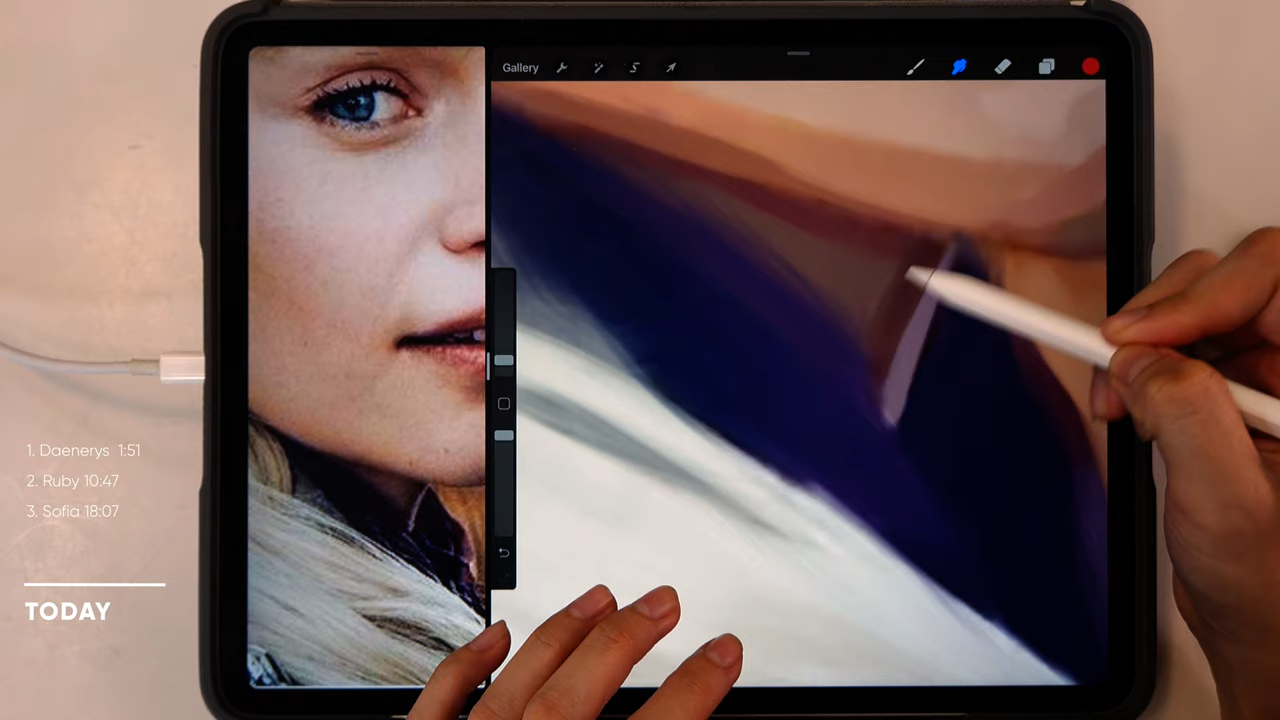 Gallery
1. Daenerys 1:51
2. Ruby 10:47
3. Sofia 18:07
TODAY